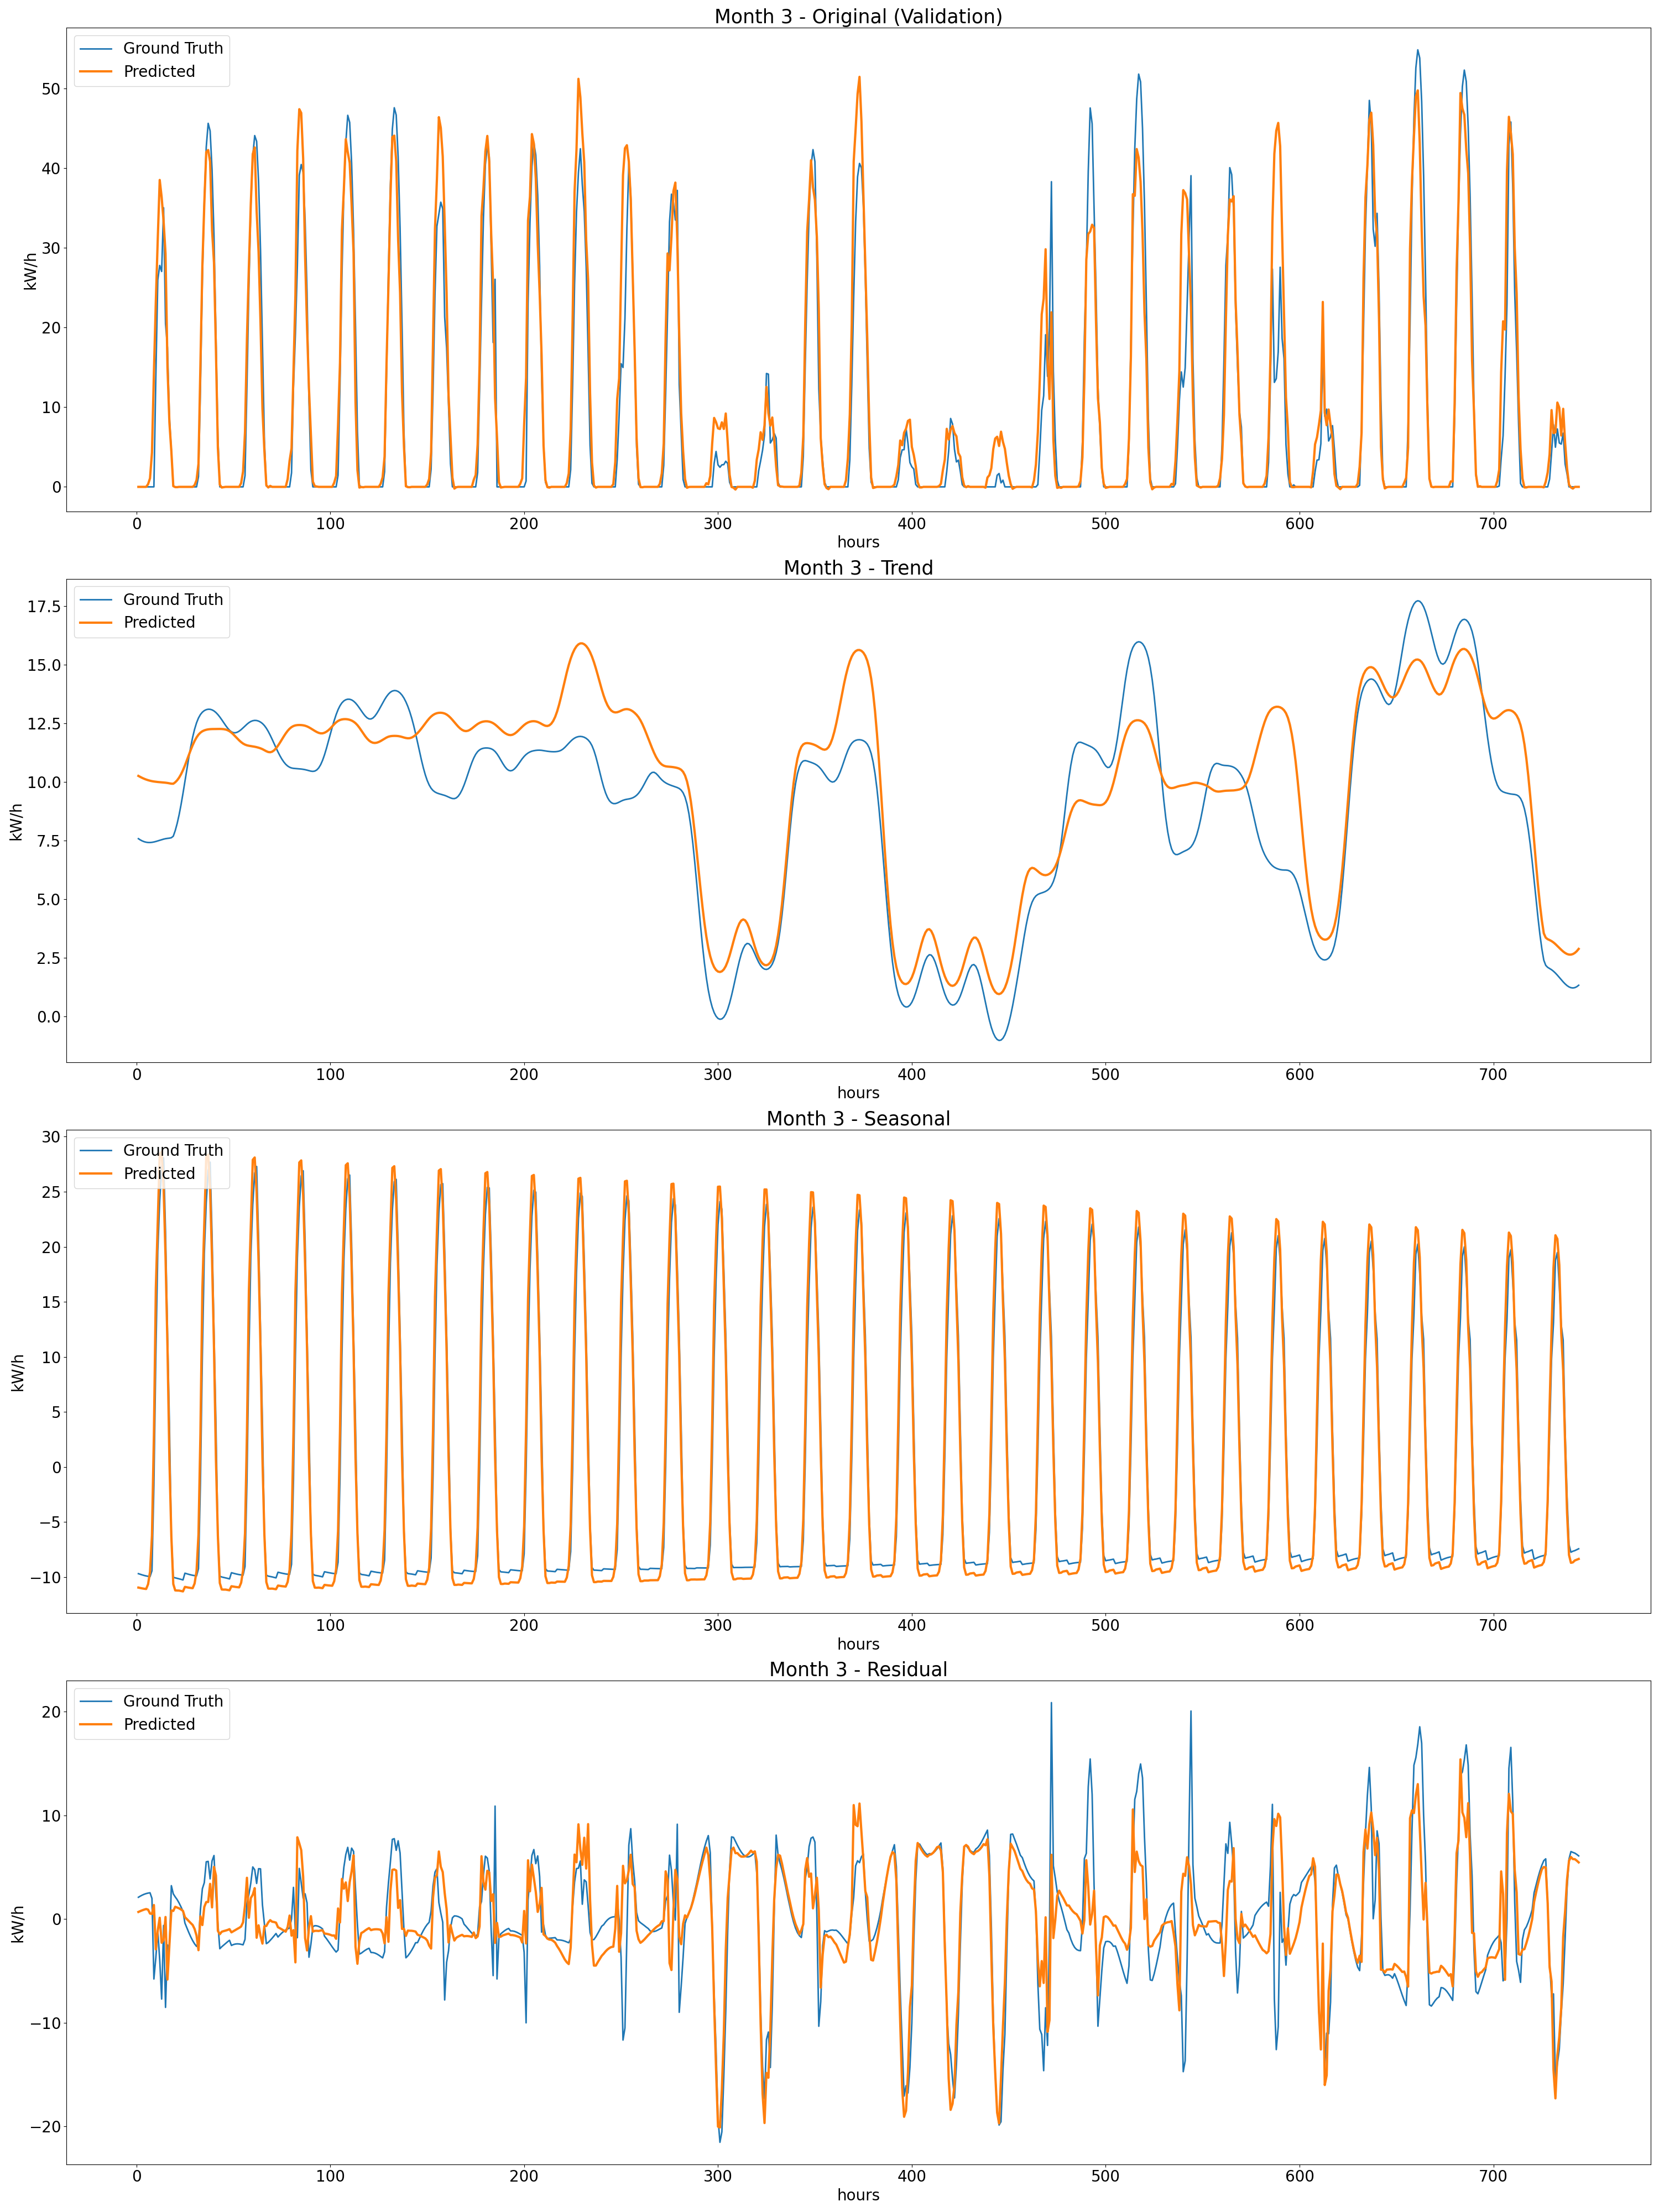 Month 3 - Original (Validation)
Ground Truth
Predicted
kW/h
50
40
30
20
10
0
0 100 200 300 400 500 600 700
hours
Month 3 - Trend
Ground Truth
Predicted
kW/h
17.5
15.0
12.5
10.0
7.5
5.0
2.5
0.0
0 100 200 300 400 500 600 700
hours
Month 3 - Seasonal
Ground Truth
Predicted
kW/h
30
25
20
15
10
5
0
−5
−10
0 100 200 300 400 500 600 700
hours
Month 3 - Residual
Ground Truth
Predicted
kW/h
20
10
0
−10
−20
0 100 200 300 400 500 600 700
hours